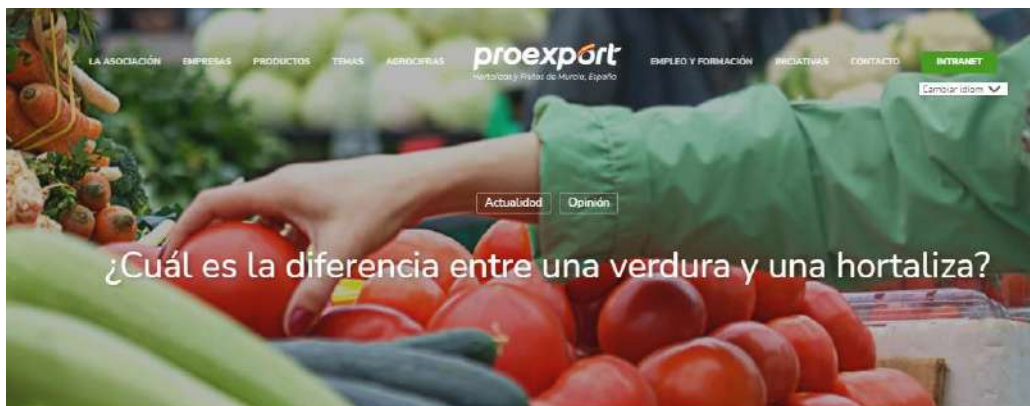 LA ASOCIACIÓN EMPRESAS PRODUCTOS TEMAS AGROCIFRAS proexport EMPLEO Y FORMACIÓN INICIATIVAS CONTACTO INTRANET
Hortalizas y Frutas de Murcia, España
Cambiar idiom
Actualidad Opinión
¿Cuál es la diferencia entre una verdura y una hortaliza?